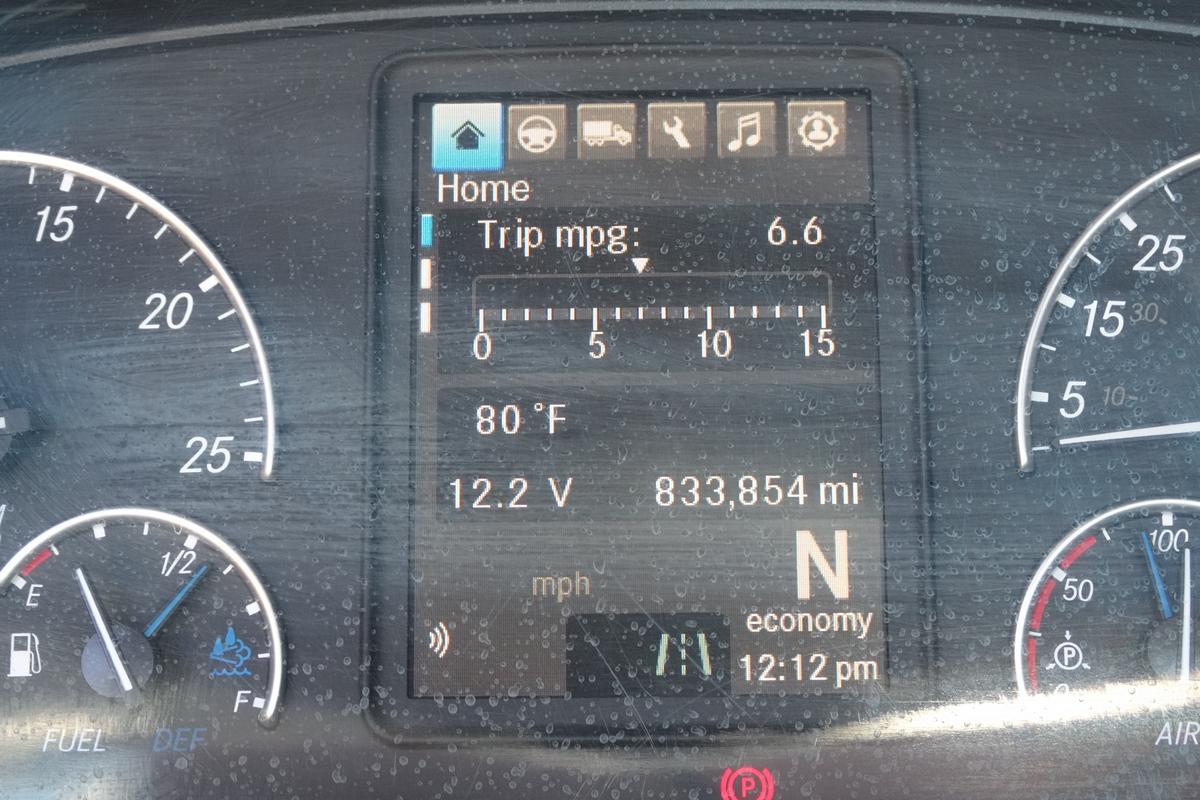 Home
Trip mpg: 6.6
0 5 10 15
80 °F
12.2 V 833,854 mi
N
mph
economy
12:12 pm
15
20
25
E 1/2 F
FUEL DEF
25
15 30
5 10
100
50
P
AIR
P